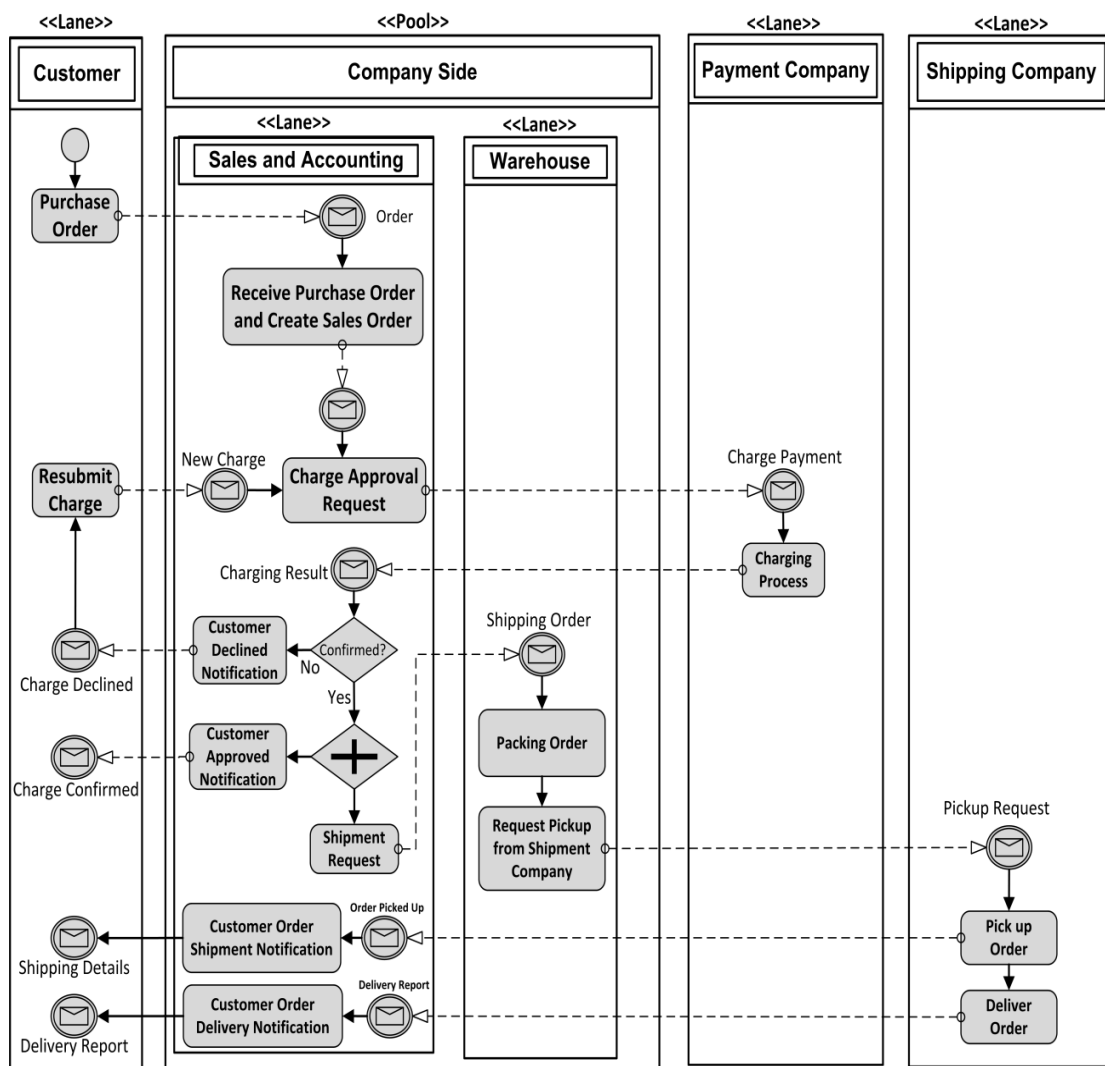 <<Lane>>
<<Pool>>
<<Lane>>
<<Lane>>
Customer
Company Side
Payment Company
Shipping Company
<<Lane>>
<<Lane>>
Sales and Accounting
Warehouse
Purchase
Order
Order
Receive Purchase Order
and Create Sales Order
New Charge
Resubmit
Charge
Charge Approval
Request
Charge Payment
Charging Result
Charging
Process
Customer
Declined
Notification
No
Confirmed?
Yes
Shipping Order
Charge Declined
Customer
Approved
Notification
Packing Order
Charge Confirmed
Shipment
Request
Request Pickup
from Shipment
Company
Pickup Request
Customer Order
Shipment Notification
Order Picked Up
Pick up
Order
Shipping Details
Customer Order
Delivery Notification
Delivery Report
Deliver
Order
Delivery Report